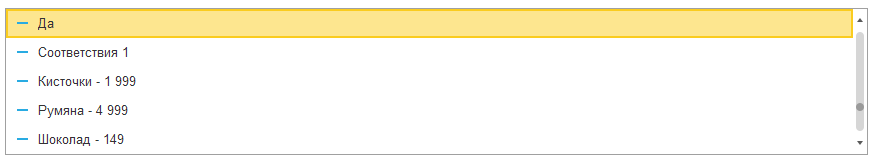 Да
Соответствия 1
Кисточки - 1 999
Румяна - 4 999
Шоколад - 149